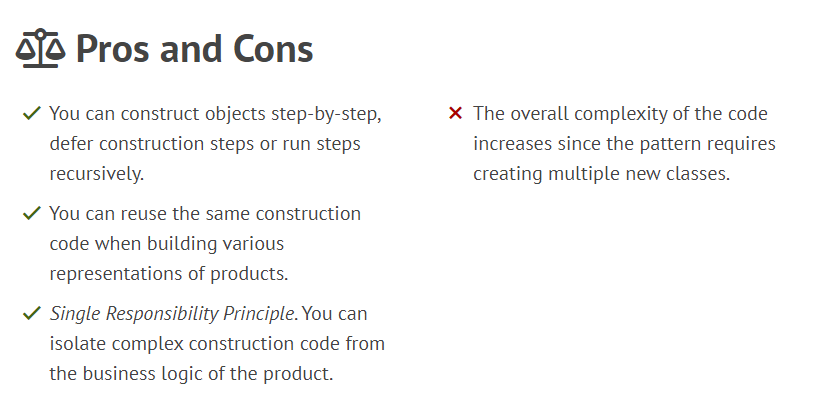 Pros and Cons
You can construct objects step-by-step,
defer construction steps or run steps
recursively.
You can reuse the same construction
code when building various
representations of products.
Single Responsibility Principle. You can
isolate complex construction code from
the business logic of the product.
The overall complexity of the code
increases since the pattern requires
creating multiple new classes.